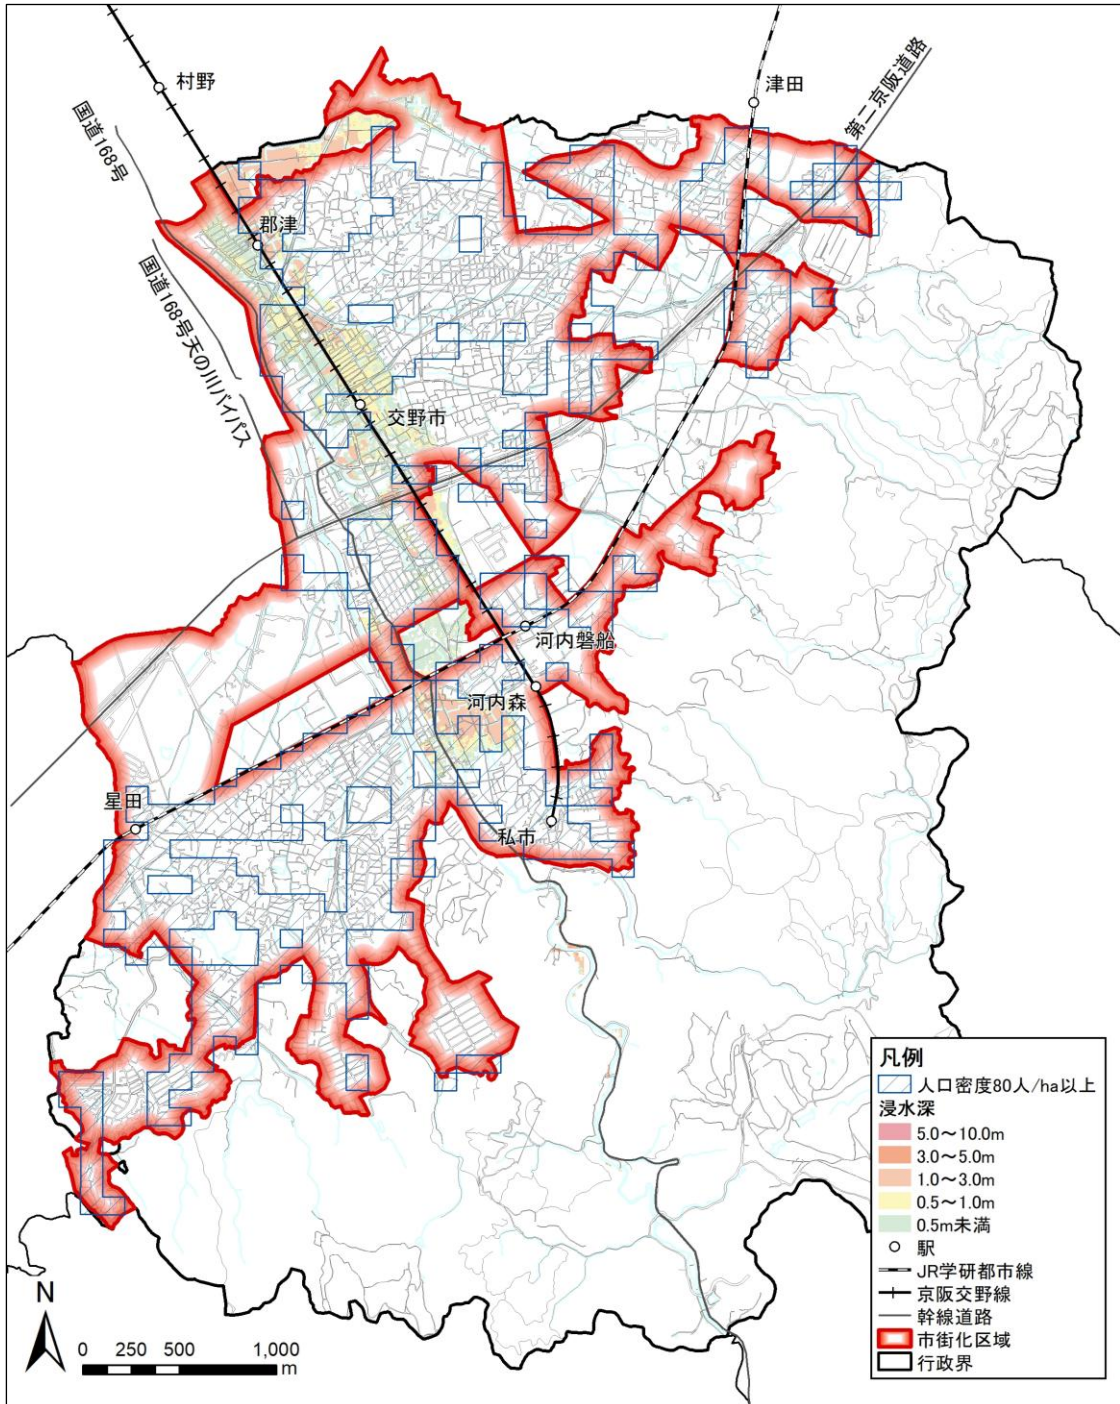 村野
津田
第二京阪道路
国道168号
郡津
国道168号天の川バイパス
交野市
河内磐船
河内森
星田
私市
凡例
人口密度80人/ha以上
浸水深
5.0～10.0m
3.0～5.0m
1.0～3.0m
0.5～1.0m
0.5m未満
駅
JR学研都市線
京阪交野線
幹線道路
市街化区域
行政界
N
0 250 500 1,000
m